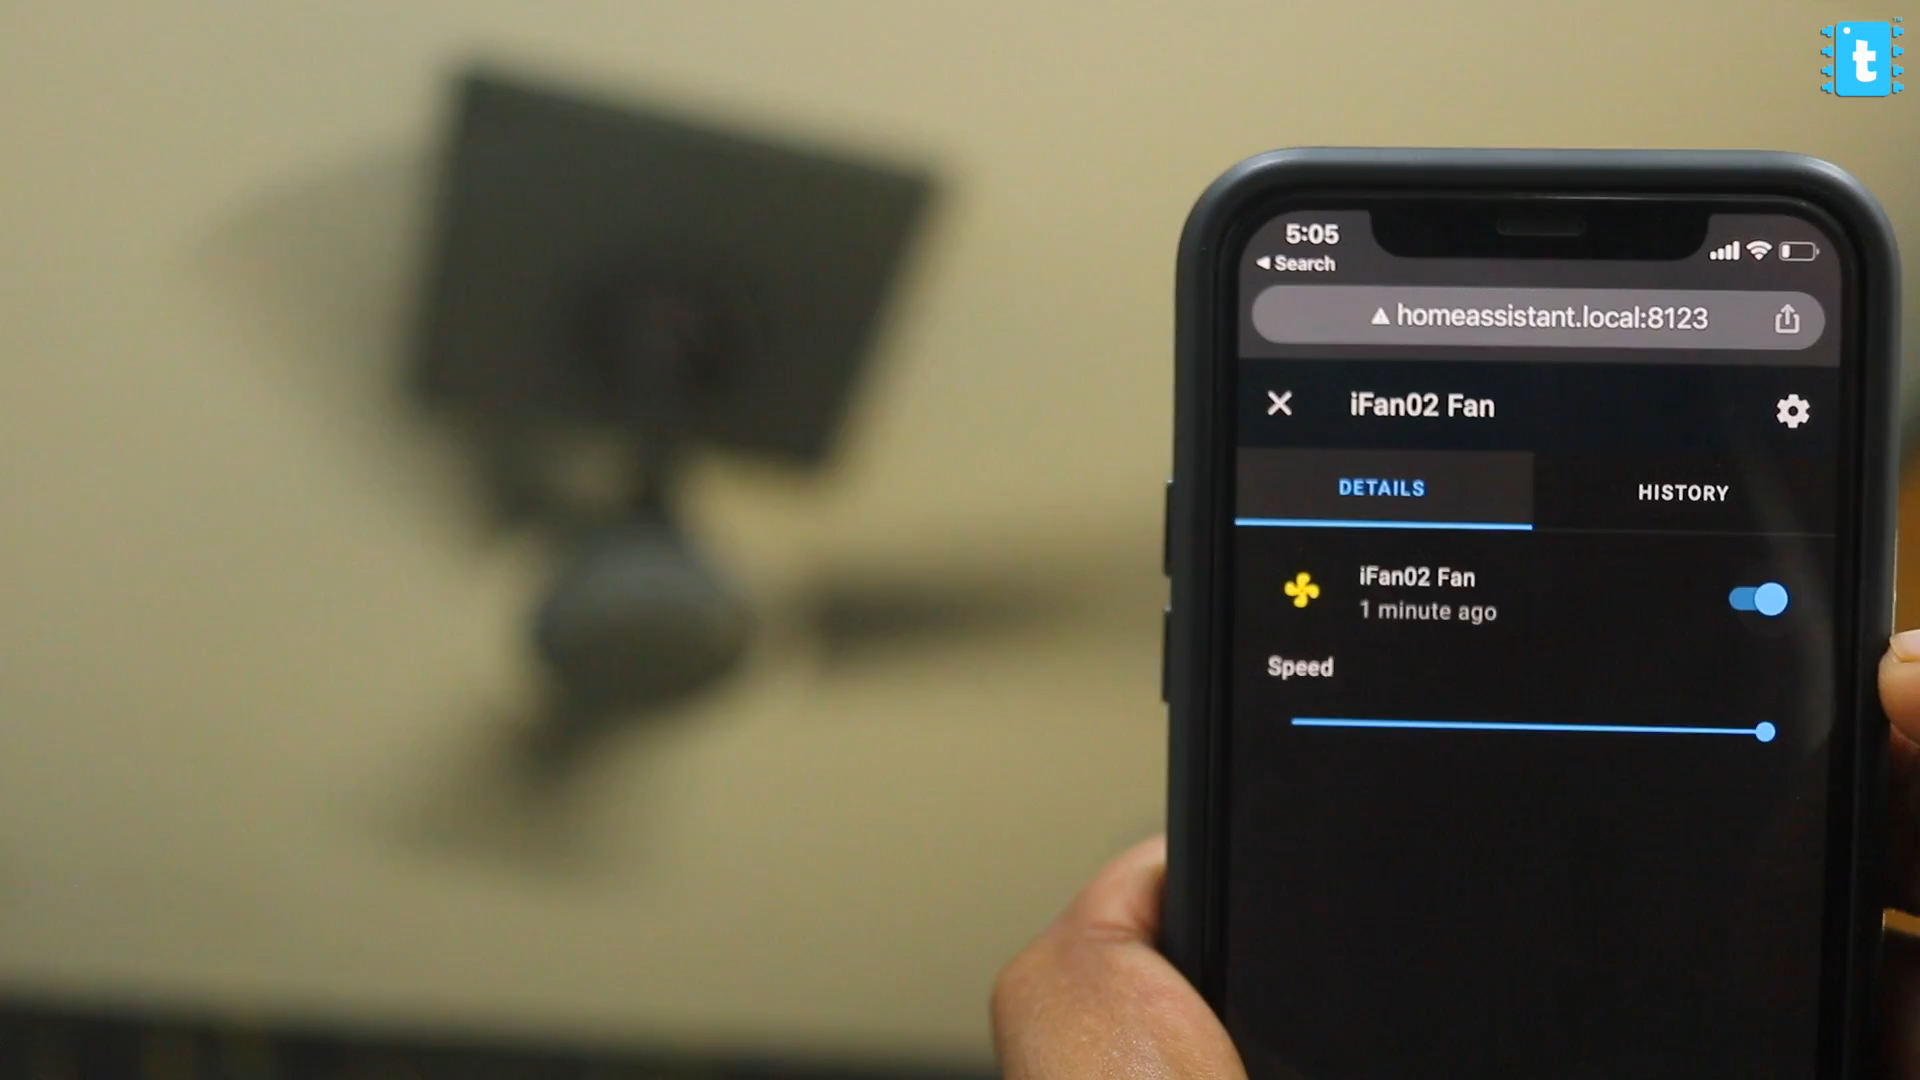 t
5:05
Search
homeassistant.local:8123
iFan02 Fan
DETAILS
HISTORY
iFan02 Fan
1 minute ago
Speed